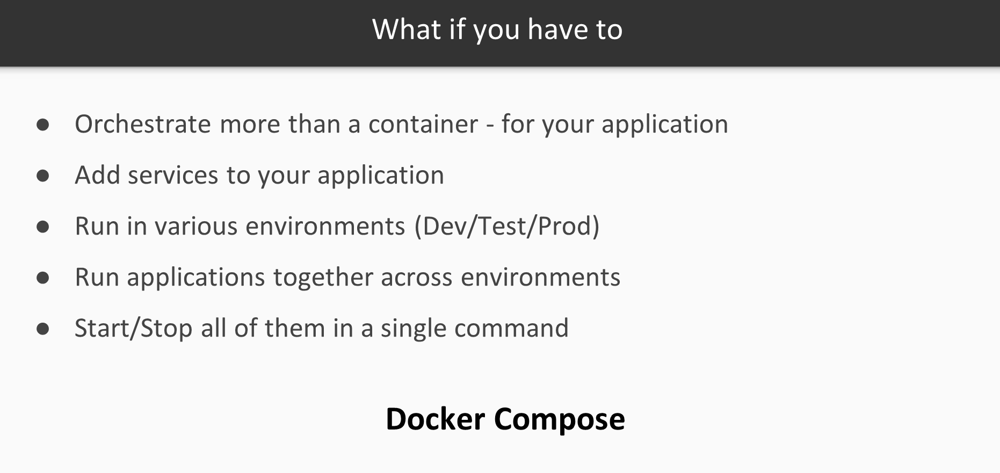 What if you have to
● Orchestrate more than a container - for your application
● Add services to your application
● Run in various environments (Dev/Test/Prod)
● Run applications together across environments
● Start/Stop all of them in a single command
Docker Compose